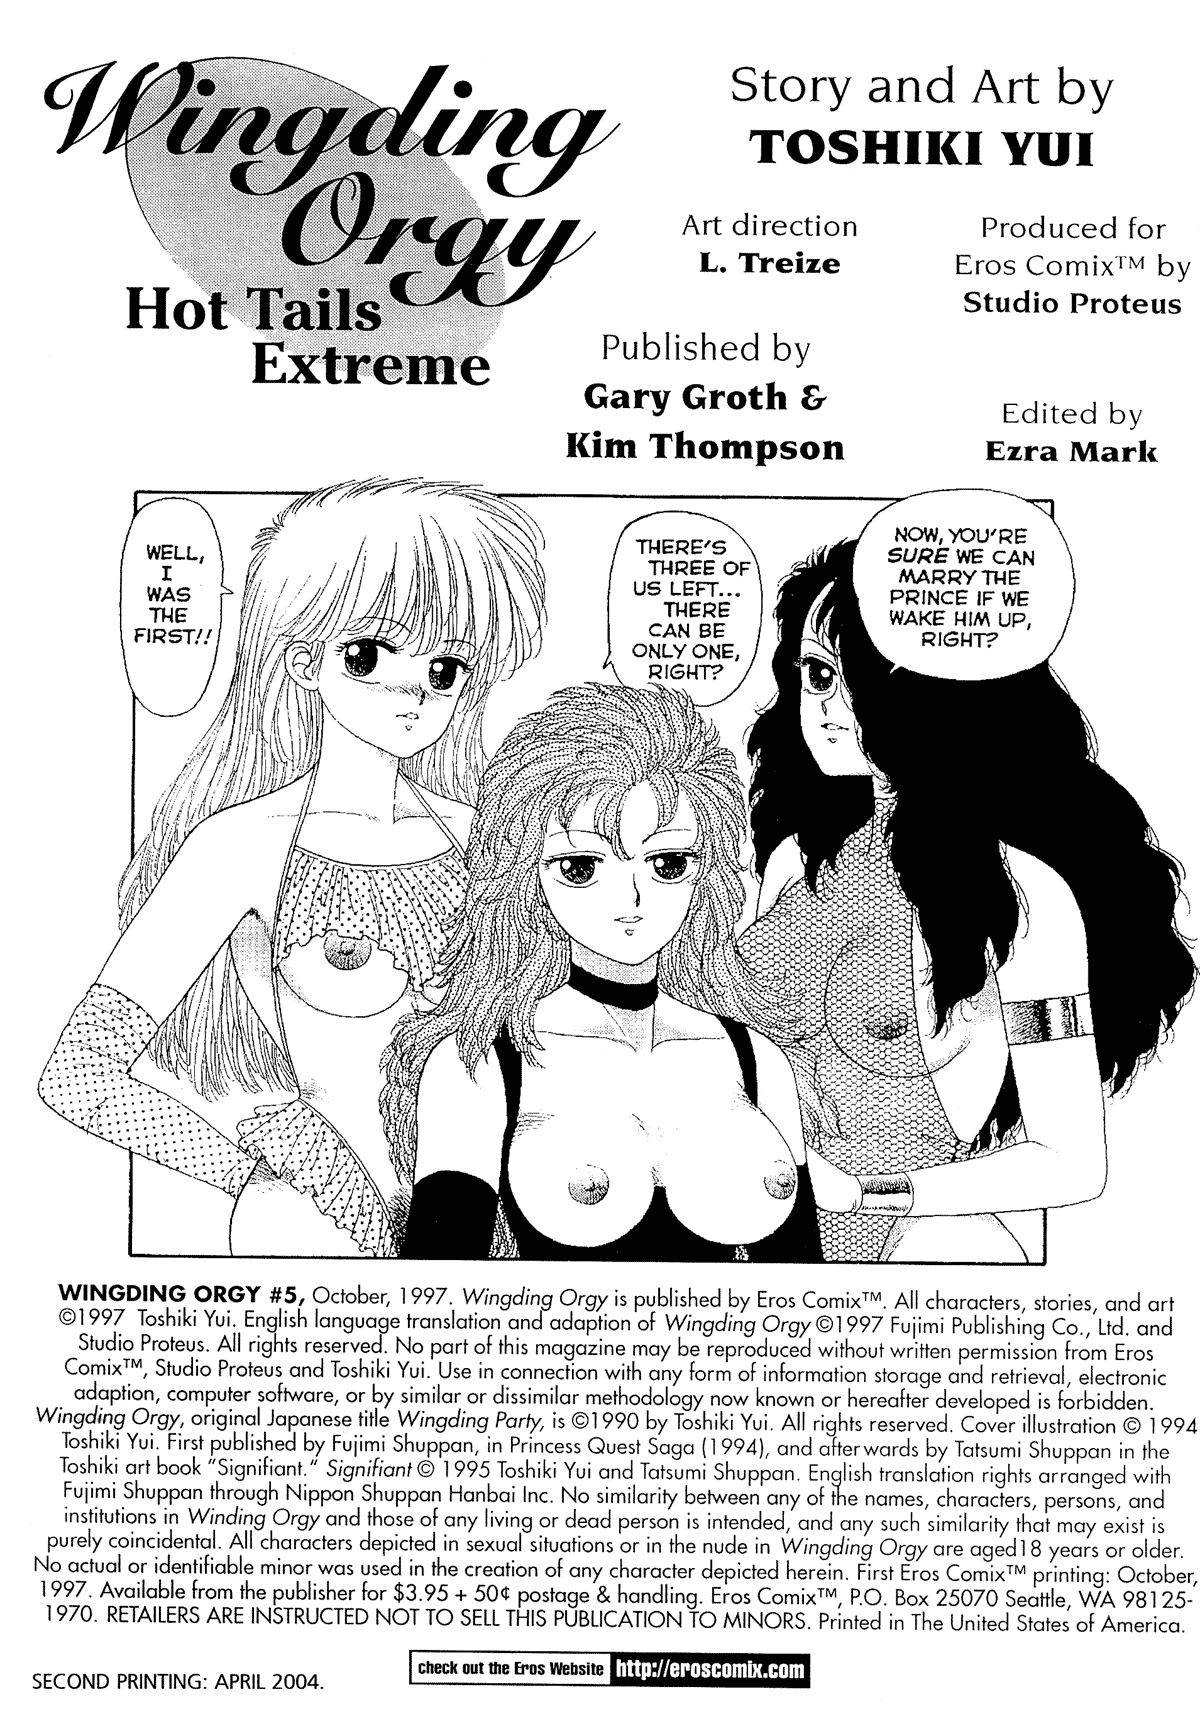 Wingding
Orgy
Hot Tails
Extreme
Story and Art by
TOSHIKI YUI
Art direction
L. Treize
Produced for
Eros Comix™ by
Studio Proteus
Published by
Gary Groth &
Kim Thompson
Edited by
Ezra Mark
WELL,
I
WAS
THE
FIRST!!
THERE'S
THREE OF
US LEFT...
THERE
CAN BE
ONLY ONE,
RIGHT?
NOW, YOU'RE
SURE WE CAN
MARRY THE
PRINCE IF WE
WAKE HIM UP,
RIGHT?
WINGDING ORGY #5, October, 1997. Wingding Orgy is published by Eros Comix™. All characters, stories, and art
©1997 Toshiki Yui. English language translation and adaption of Wingding Orgy ©1997 Fujimi Publishing Co., Ltd. and
Studio Proteus. All rights reserved. No part of this magazine may be reproduced without written permission from Eros
Comix™, Studio Proteus and Toshiki Yui. Use in connection with any form of information storage and retrieval, electronic
adaption, computer software, or by similar or dissimilar methodology now known or hereafter developed is forbidden.
Wingding Orgy, original Japanese title Wingding Party, is ©1990 by Toshiki Yui. All rights reserved. Cover illustration © 1994
Toshiki Yui. First published by Fujimi Shuppan, in Princess Quest Saga (1994), and afterwards by Tatsumi Shuppan in the
Toshiki art book "Signifiant." Signifiant © 1995 Toshiki Yui and Tatsumi Shuppan. English translation rights arranged with
Fujimi Shuppan through Nippon Shuppan Hanbai Inc. No similarity between any of the names, characters, persons, and
institutions in Winding Orgy and those of any living or dead person is intended, and any such similarity that may exist is
purely coincidental. All characters depicted in sexual situations or in the nude in Wingding Orgy are aged18 years or older.
No actual or identifiable minor was used in the creation of any character depicted herein. First Eros Comix™ printing: October,
1997. Available from the publisher for $3.95 + 50¢ postage & handling. Eros Comix™, P.O. Box 25070 Seattle, WA 98125-
1970. RETAILERS ARE INSTRUCTED NOT TO SELL THIS PUBLICATION TO MINORS. Printed in The United States of America.
SECOND PRINTING: APRIL 2004.
check out the Eros Website http://eroscomix.com